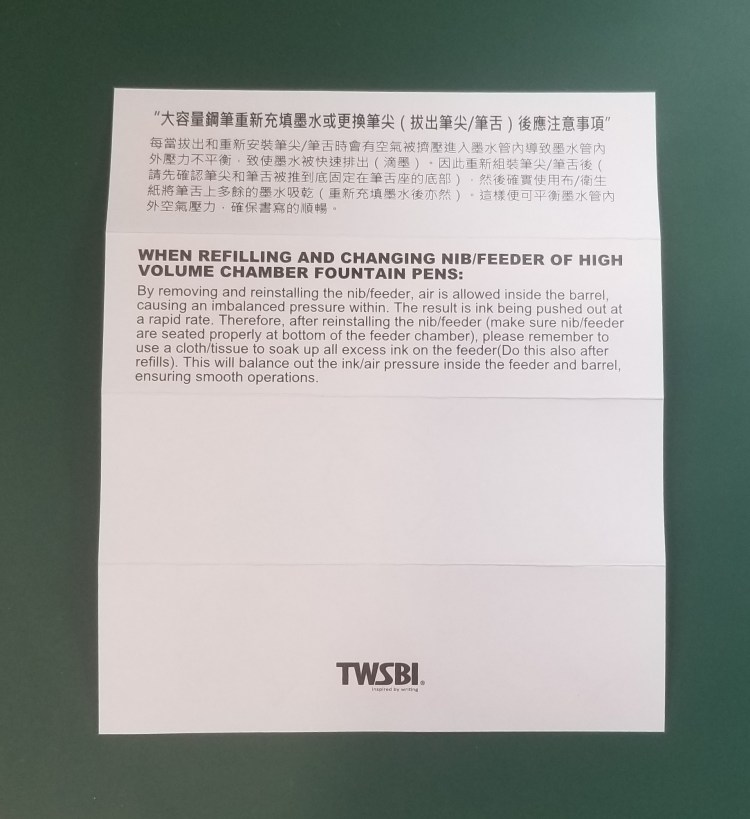 “大容量鋼筆重新充填墨水或更換筆尖（拔出筆尖/筆舌）後應注意事項”
每當拔出和重新安裝筆尖/筆舌時會有空氣被擠壓進入墨水管內導致墨水管內
外壓力不平衡，致使墨水被快速排出（滴墨）。因此重新組裝筆尖/筆舌後（
請先確認筆尖和筆舌被推到底固定在筆舌座的底部），然後確實使用布/衛生
紙將筆舌上多餘的墨水吸乾（重新充填墨水後亦然）。這樣便可平衡墨水管內
外空氣壓力，確保書寫的順暢。
WHEN REFILLING AND CHANGING NIB/FEEDER OF HIGH
VOLUME CHAMBER FOUNTAIN PENS:
By removing and reinstalling the nib/feeder, air is allowed inside the barrel,
causing an imbalanced pressure within. The result is ink being pushed out at
a rapid rate. Therefore, after reinstalling the nib/feeder (make sure nib/feeder
are seated properly at bottom of the feeder chamber), please remember to
use a cloth/tissue to soak up all excess ink on the feeder(Do this also after
refills). This will balance out the ink/air pressure inside the feeder and barrel,
ensuring smooth operations.
TWSBI®
inspired by writing